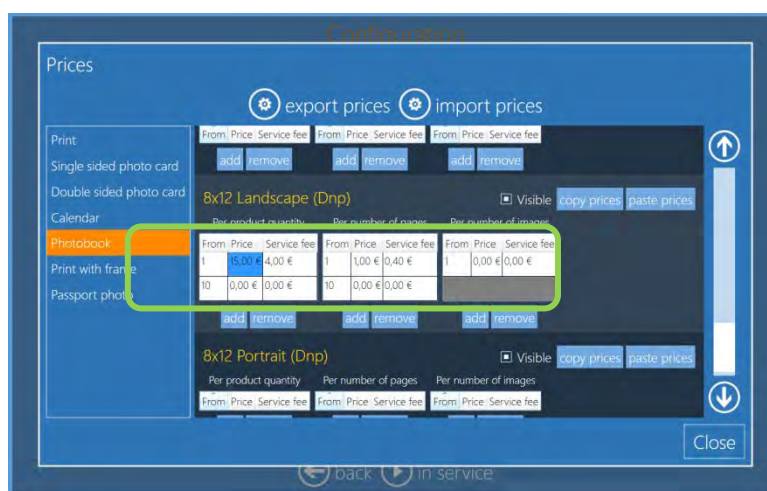 Configuration
Prices
export prices import prices
Print
Single sided photo card
Double sided photo card
Calendar
Photobook
Print with frame
Passport photo
From Price Service fee From Price Service fee From Price Service fee
add remove add remove add remove
8x12 Landscape (Dnp) Visible copy prices paste prices
Per product quantity Per number of pages Per number of images
From Price Service fee From Price Service fee From Price Service fee
1 15,00 € 4,00 € 1 1,00 € 0,40 € 1 0,00 € 0,00 €
10 0,00 € 0,00 € 10 0,00 € 0,00 €
add remove add remove add remove
8x12 Portrait (Dnp) Visible copy prices paste prices
Per product quantity Per number of pages Per number of images
From Price Service fee From Price Service fee From Price Service fee
Close
back in service